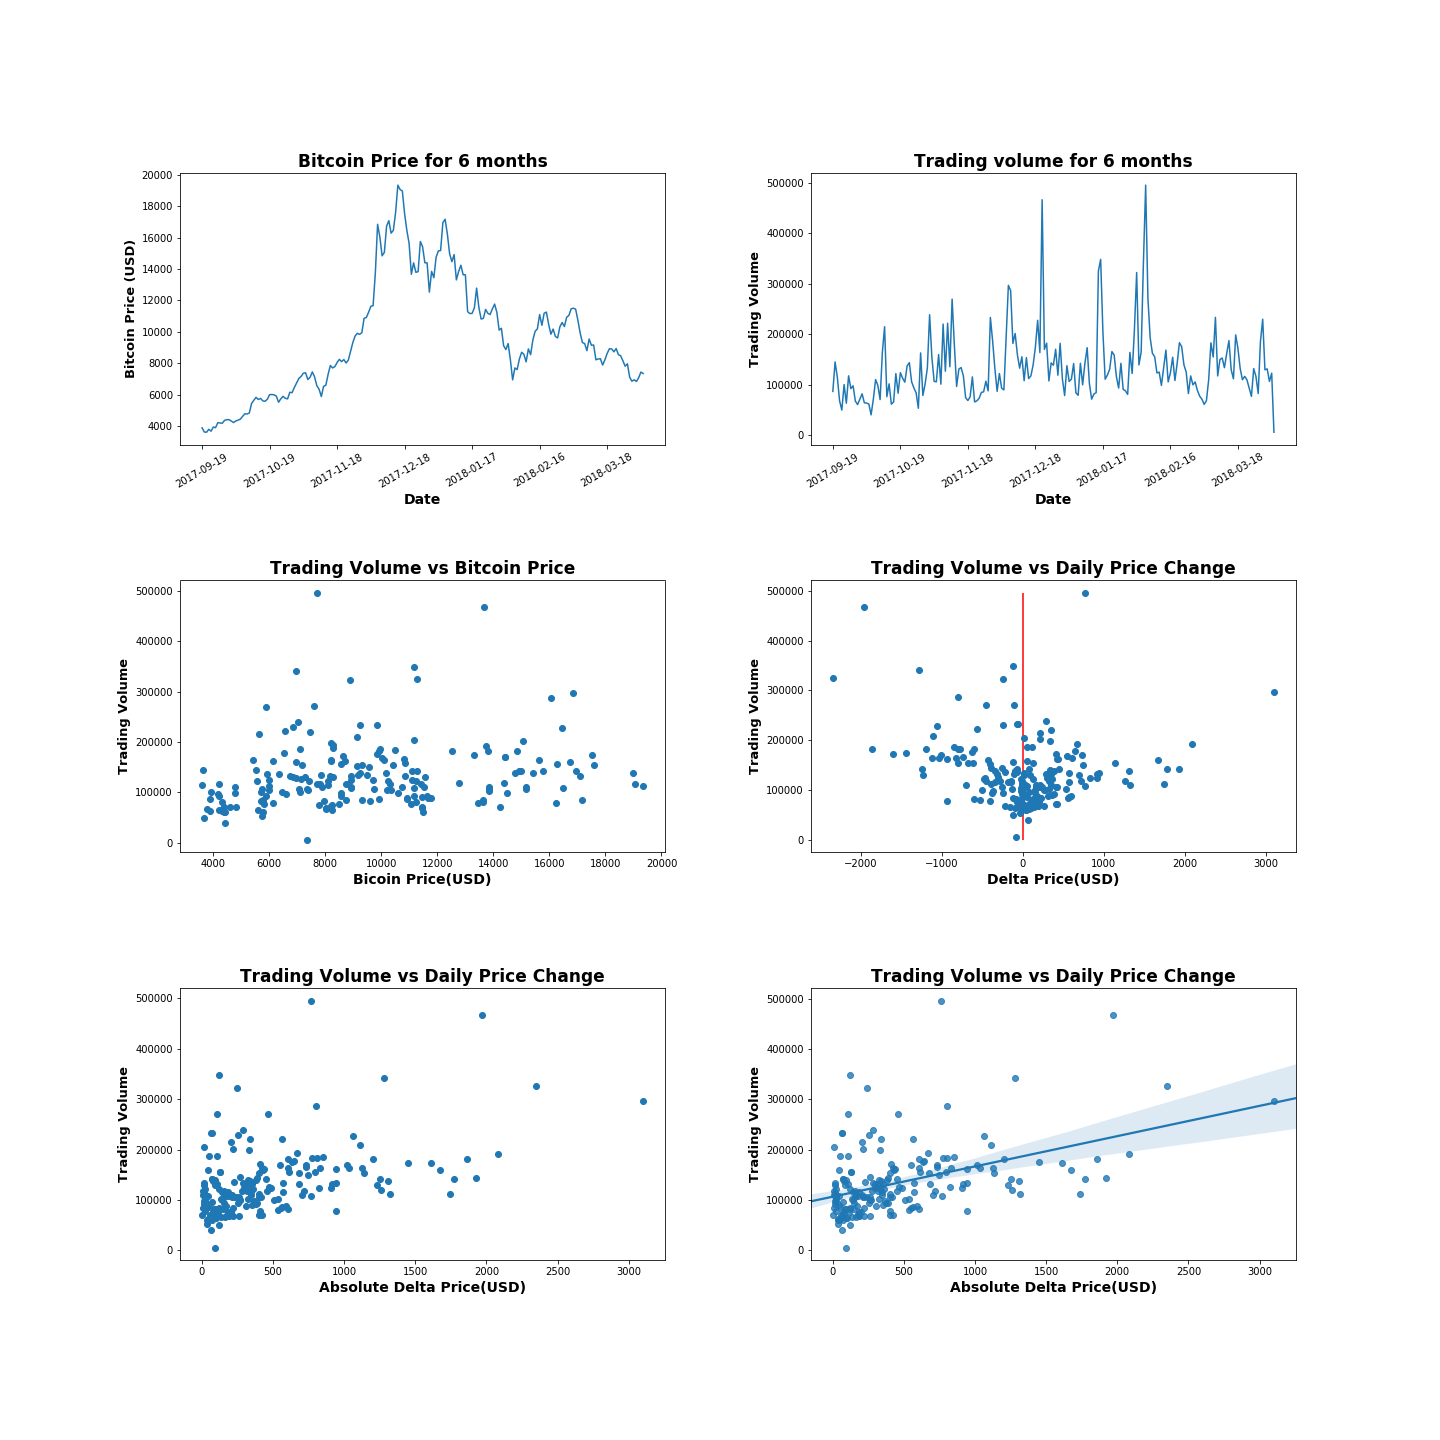 Bitcoin Price for 6 months
Bitcoin Price (USD)
20000
18000
16000
14000
12000
10000
8000
6000
4000
2017-09-19
2017-10-19
2017-11-18
2017-12-18
2018-01-17
2018-02-16
2018-03-18
Date
Trading volume for 6 months
Trading Volume
500000
400000
300000
200000
100000
0
2017-09-19
2017-10-19
2017-11-18
2017-12-18
2018-01-17
2018-02-16
2018-03-18
Date
Trading Volume vs Bitcoin Price
Trading Volume
500000
400000
300000
200000
100000
0
4000 6000 8000 10000 12000 14000 16000 18000 20000
Bicoin Price(USD)
Trading Volume vs Daily Price Change
Trading Volume
500000
400000
300000
200000
100000
0
−2000 −1000 0 1000 2000 3000
Delta Price(USD)
Trading Volume vs Daily Price Change
Trading Volume
500000
400000
300000
200000
100000
0
0 500 1000 1500 2000 2500 3000
Absolute Delta Price(USD)
Trading Volume vs Daily Price Change
Trading Volume
500000
400000
300000
200000
100000
0
0 500 1000 1500 2000 2500 3000
Absolute Delta Price(USD)